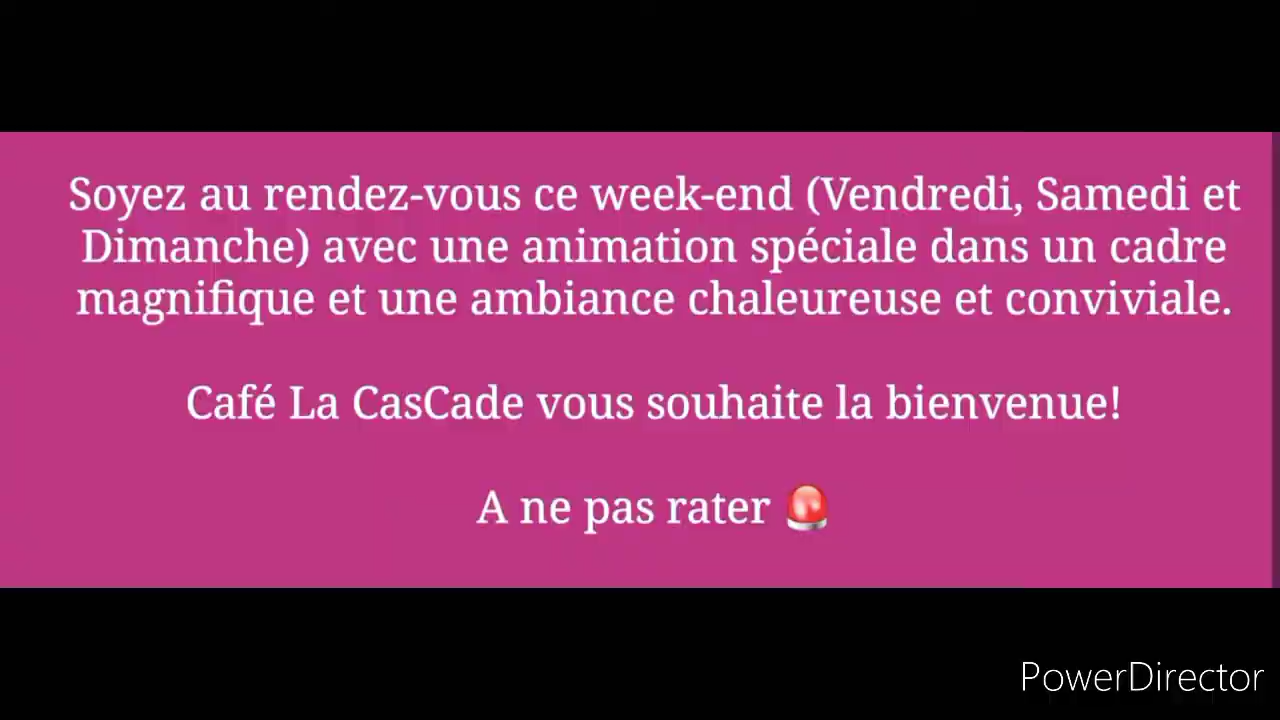 Soyez au rendez-vous ce week-end (Vendredi, Samedi et
Dimanche) avec une animation spéciale dans un cadre
magnifique et une ambiance chaleureuse et conviviale.
Café La CasCade vous souhaite la bienvenue!
A ne pas rater 🚨
PowerDirector